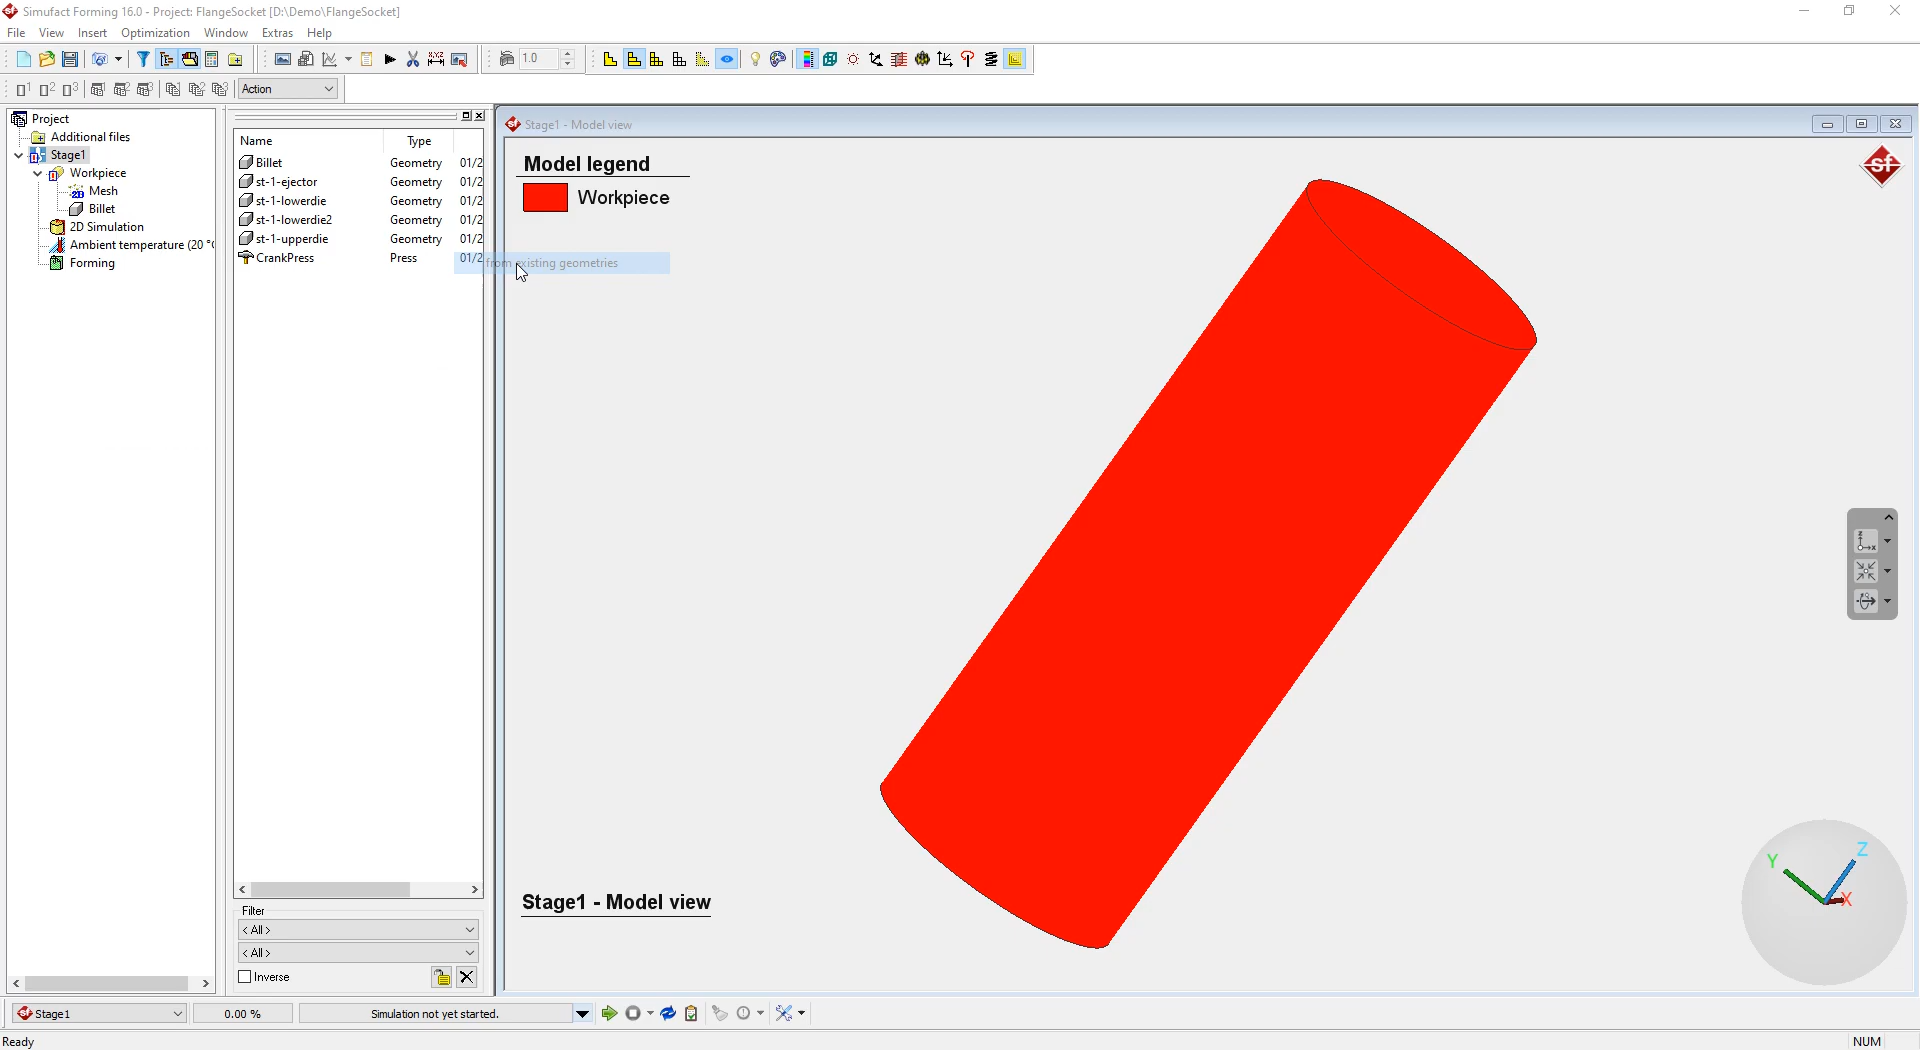 Simufact Forming 16.0 - Project: FlangeSocket [D:\Demo\FlangeSocket]
File View Insert Optimization Window Extras Help
1.0
Action
Project
Additional files
Stage1
Workpiece
Mesh
Billet
2D Simulation
Ambient temperature (20 °C
Forming
Name Type
Billet Geometry 01/2
st-1-ejector Geometry 01/2
st-1-lowerdie Geometry 01/2
st-1-lowerdie2 Geometry 01/2
st-1-upperdie Geometry 01/2
CrankPress Press 01/2
from existing geometries
Filter
<All>
<All>
Inverse
Stage1 - Model view
Model legend
Workpiece
sf
Stage1 - Model view
Y Z X
Stage1 0.00 % Simulation not yet started.
Ready NUM